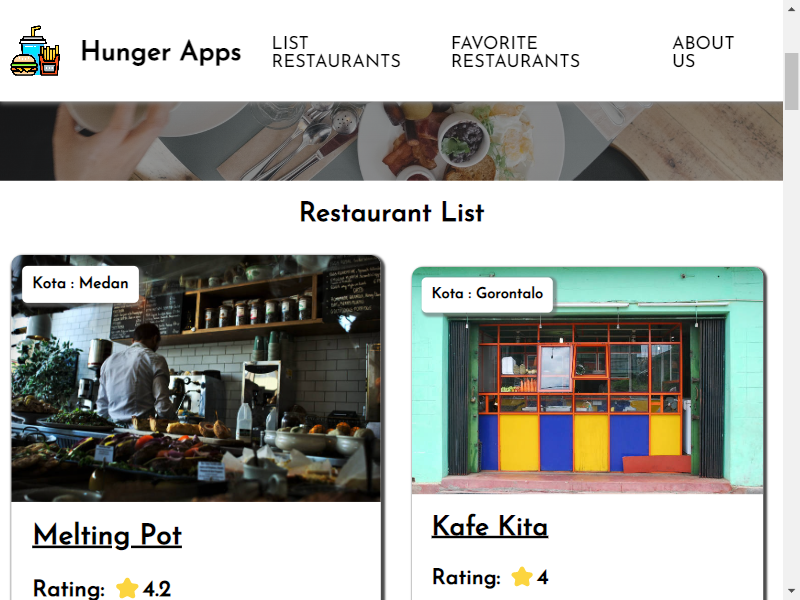 Hunger Apps
LIST
RESTAURANTS
FAVORITE
RESTAURANTS
ABOUT
US
Restaurant List
Kota : Medan
Melting Pot
Rating: 4.2
Kota : Gorontalo
Kafe Kita
Rating: 4